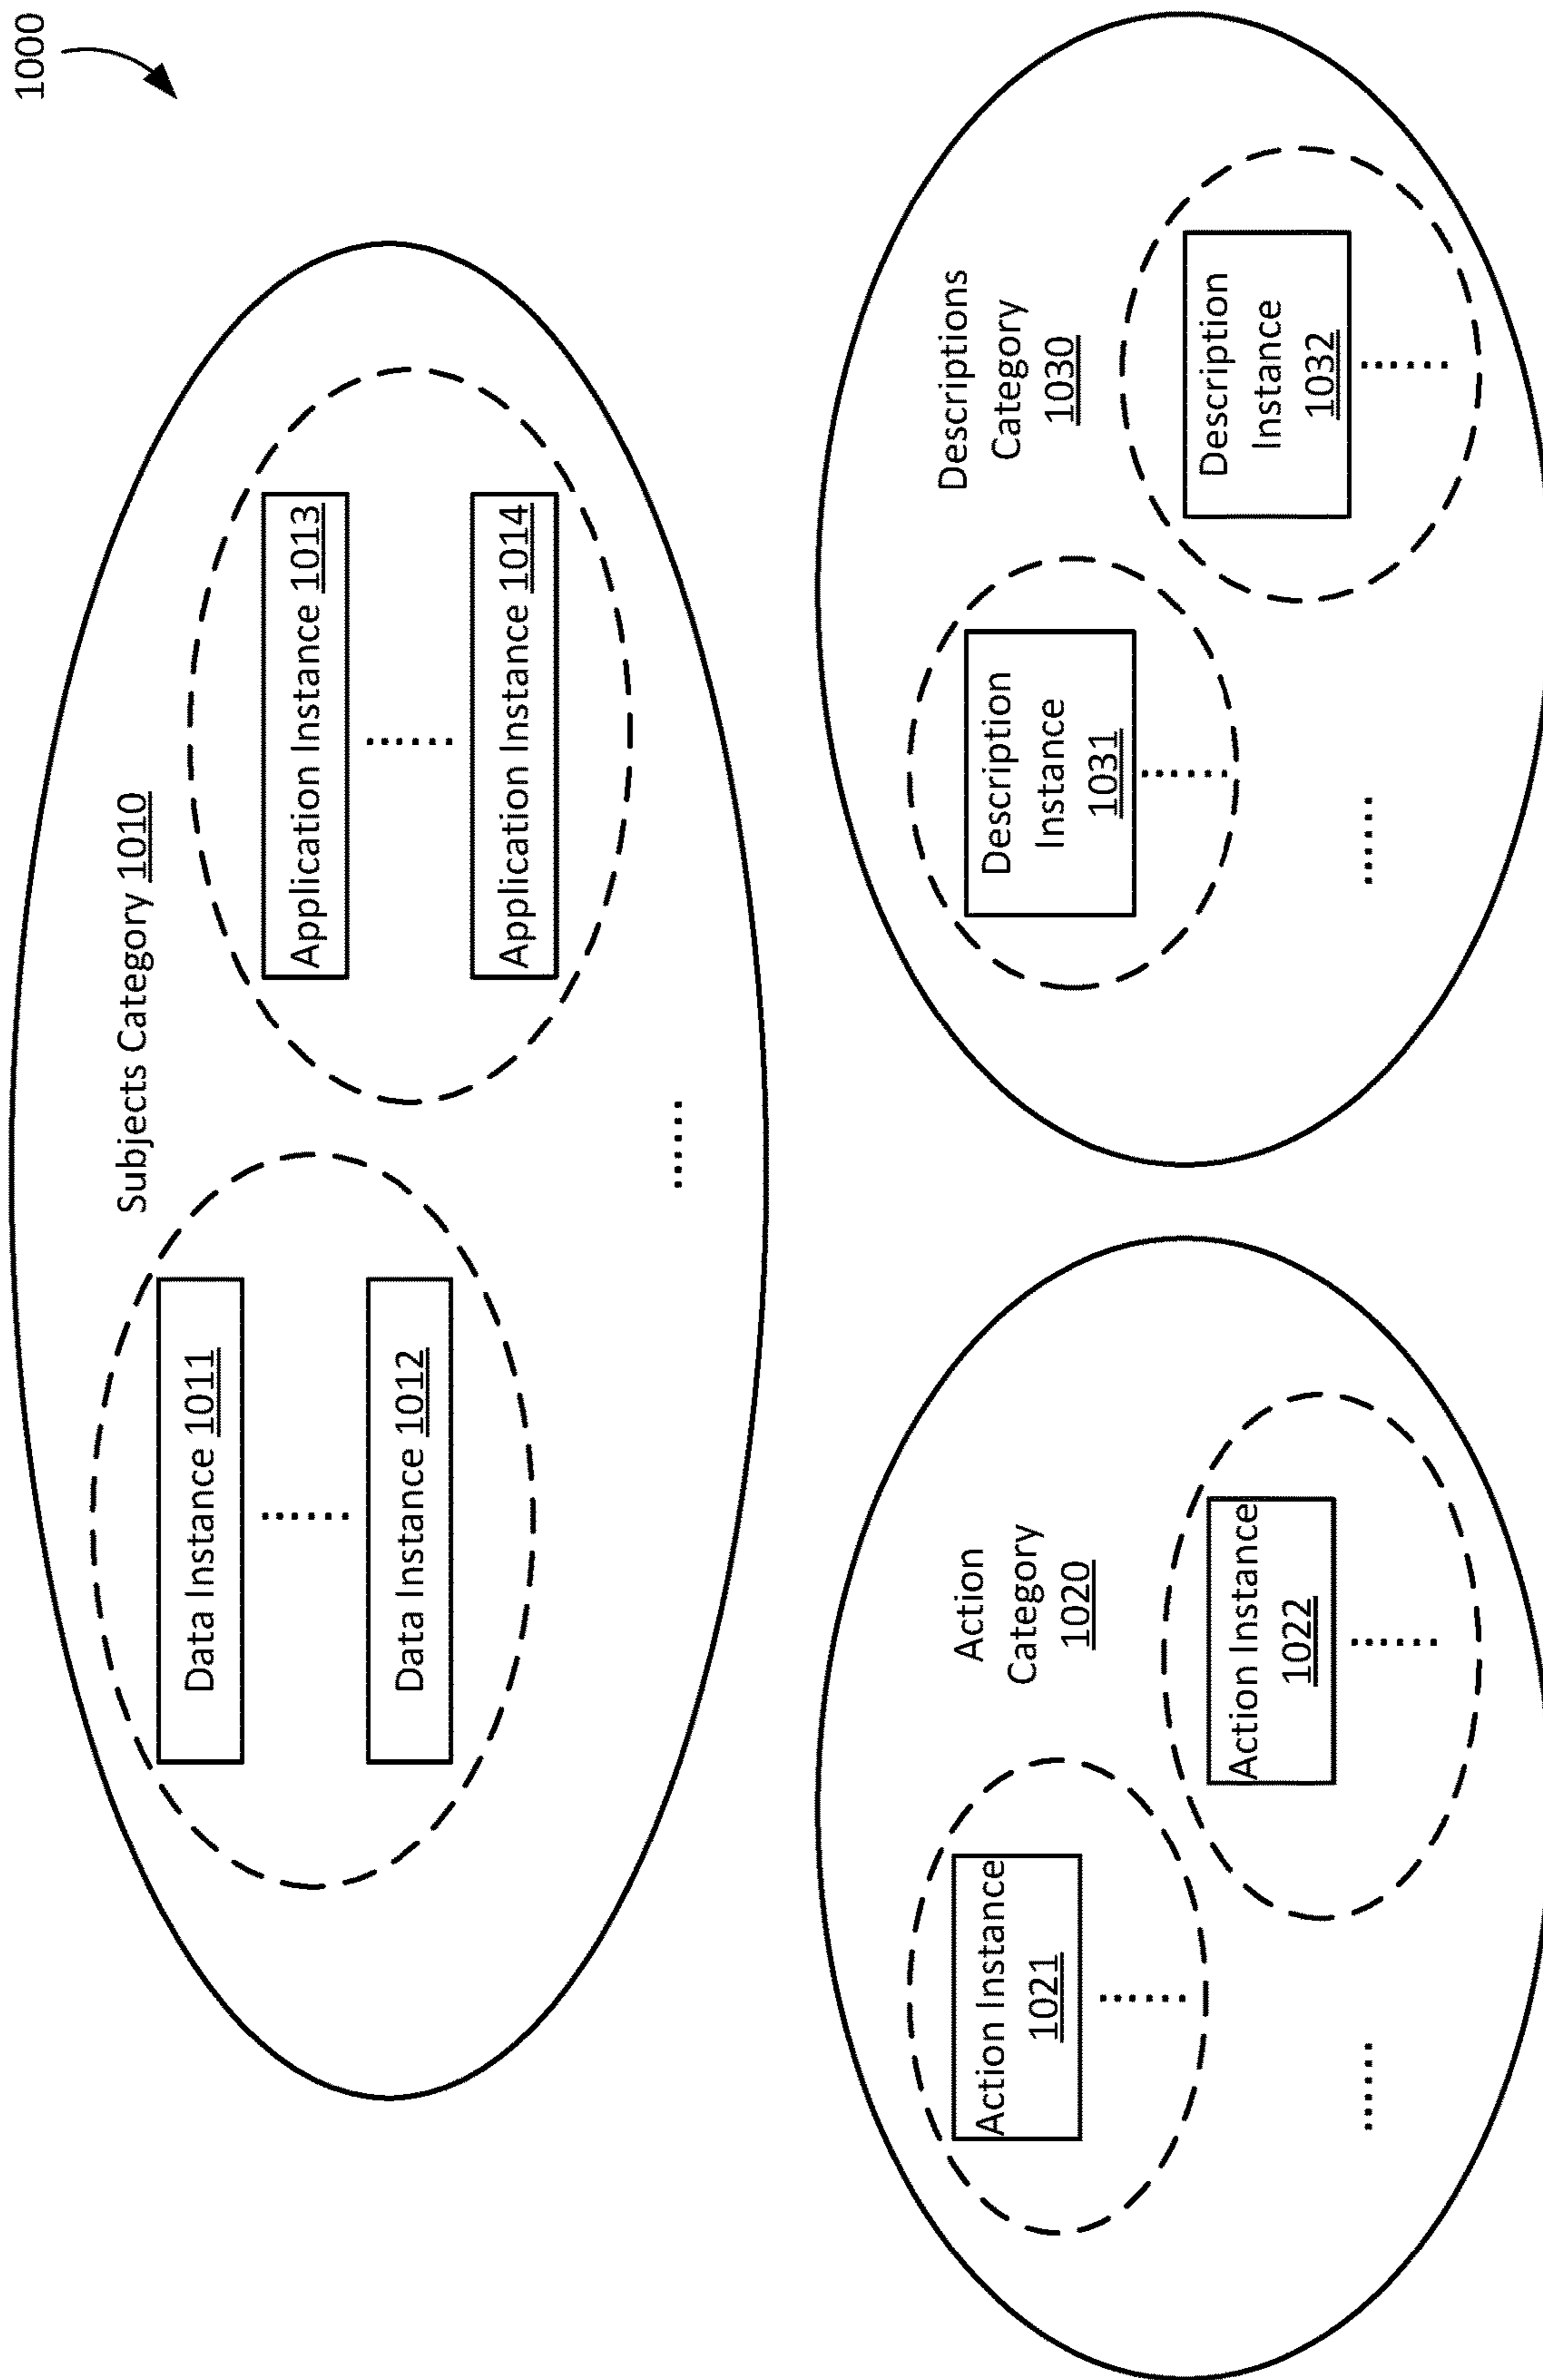 1000
Subjects Category 1010
Data Instance 1011
......
Data Instance 1012
Application Instance 1013
......
Application Instance 1014
......
Action
Category
1020
Action Instance
1021
......
Action Instance
1022
......
......
Descriptions
Category
1030
Description
Instance
1031
......
Description
Instance
1032
......
......